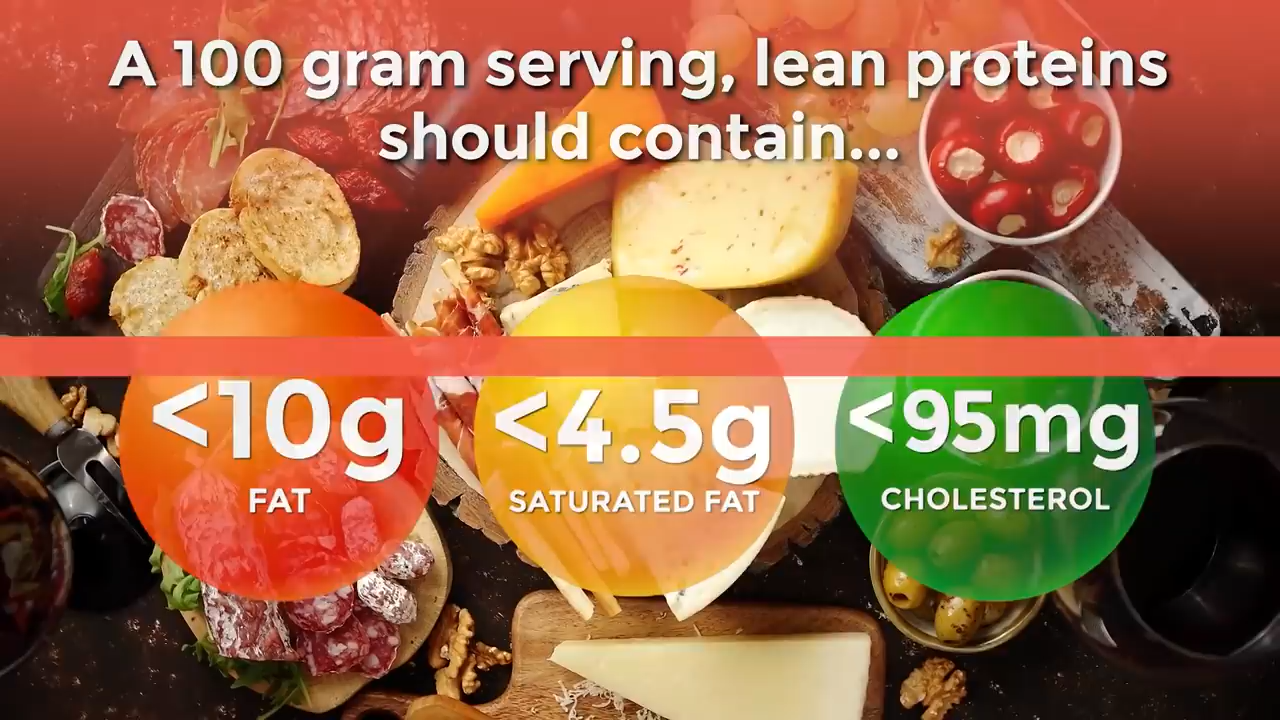 A 100 gram serving, lean proteins
should contain...
<10g
FAT
<4.5g
SATURATED FAT
<95mg
CHOLESTEROL